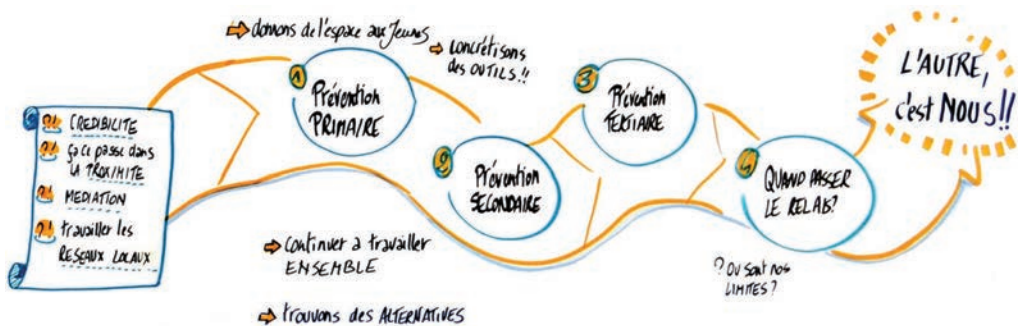 ?! CREDIBILITE
?! ça ce passe dans
LA PROXIMITE
?! MEDIATION
?! travailler les
RESEAUX LOCAUX
⇨ donnons de l'espace aux Jeunes
⇨ concrétisons
des OUTILS!!
1
Prévention
PRIMAIRE
2
Prévention
SECONDAIRE
3
Prévention
TERTIAIRE
4
QUAND PASSER
LE RELAIS?
? OU SONT NOS
LIMITES?
⇨ continuer a travailler
ENSEMBLE
⇨ trouvons des ALTERNATIVES
L'AUTRE,
c'est NOUS!!